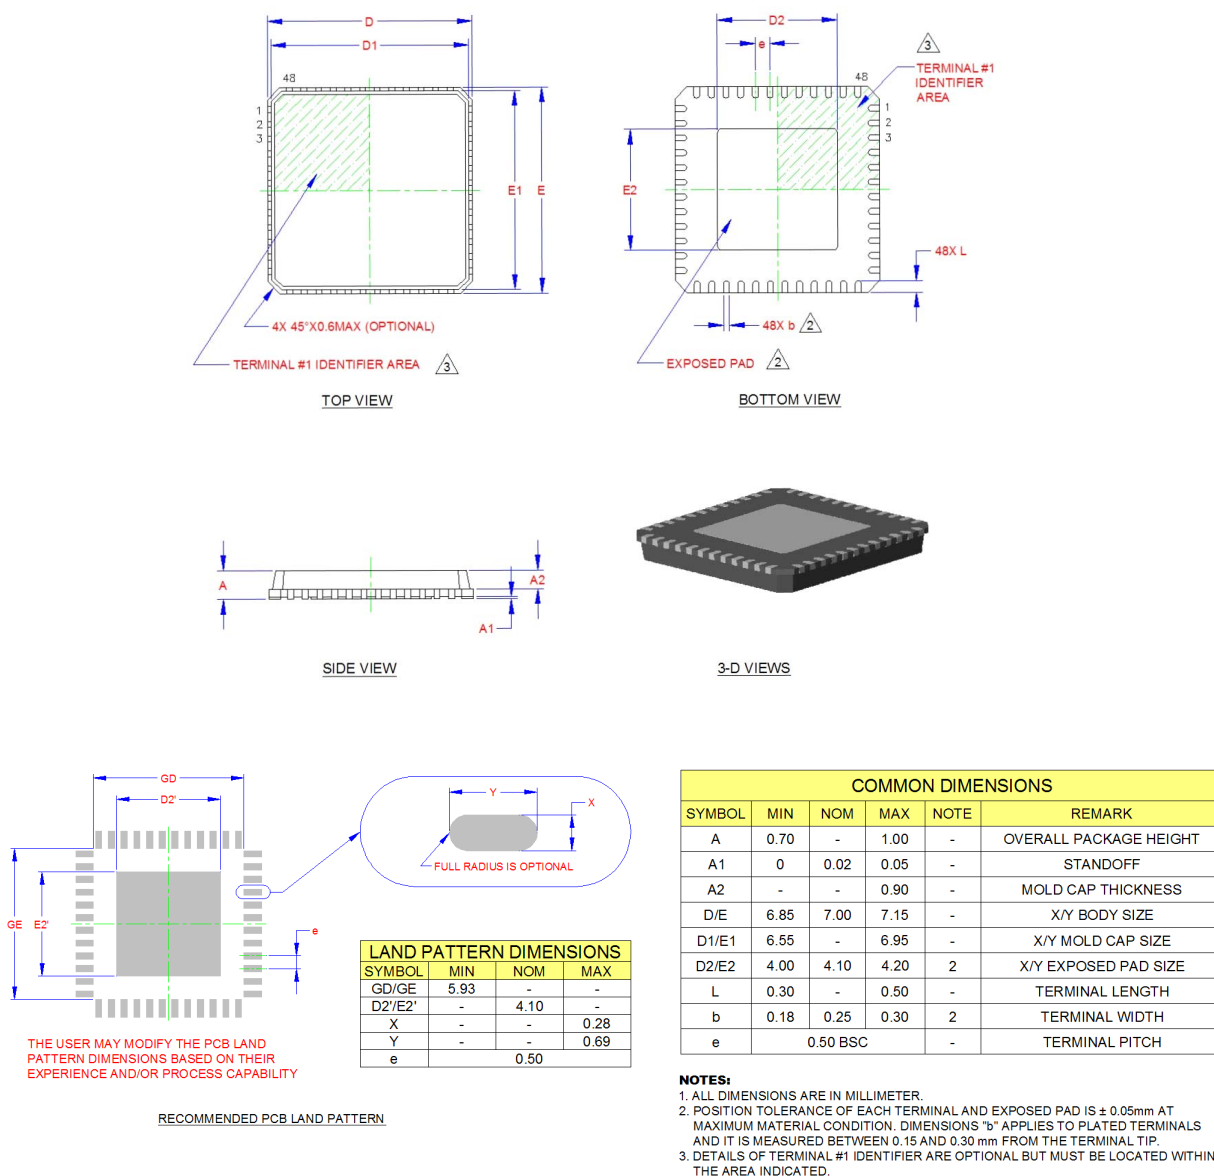 D
D1
48
1
2
3
E1
E
4X 45°X0.6MAX (OPTIONAL)
TERMINAL #1 IDENTIFIER AREA 3
TOP VIEW
D2
e
3
TERMINAL #1
IDENTIFIER
AREA
48
1
2
3
E2
48X L
48X b 2
EXPOSED PAD 2
BOTTOM VIEW
A
A2
A1
SIDE VIEW
3-D VIEWS
GD
D2'
GE
E2'
e
Y
X
FULL RADIUS IS OPTIONAL
LAND PATTERN DIMENSIONS
SYMBOL MIN NOM MAX
GD/GE 5.93 - -
D2'/E2' - 4.10 -
X - - 0.28
Y - - 0.69
e 0.50
THE USER MAY MODIFY THE PCB LAND
PATTERN DIMENSIONS BASED ON THEIR
EXPERIENCE AND/OR PROCESS CAPABILITY
RECOMMENDED PCB LAND PATTERN
COMMON DIMENSIONS
SYMBOL MIN NOM MAX NOTE REMARK
A 0.70 - 1.00 - OVERALL PACKAGE HEIGHT
A1 0 0.02 0.05 - STANDOFF
A2 - - 0.90 - MOLD CAP THICKNESS
D/E 6.85 7.00 7.15 - X/Y BODY SIZE
D1/E1 6.55 - 6.95 - X/Y MOLD CAP SIZE
D2/E2 4.00 4.10 4.20 2 X/Y EXPOSED PAD SIZE
L 0.30 - 0.50 - TERMINAL LENGTH
b 0.18 0.25 0.30 2 TERMINAL WIDTH
e 0.50 BSC - TERMINAL PITCH
NOTES:
1. ALL DIMENSIONS ARE IN MILLIMETER.
2. POSITION TOLERANCE OF EACH TERMINAL AND EXPOSED PAD IS ± 0.05mm AT
MAXIMUM MATERIAL CONDITION. DIMENSIONS "b" APPLIES TO PLATED TERMINALS
AND IT IS MEASURED BETWEEN 0.15 AND 0.30 mm FROM THE TERMINAL TIP.
3. DETAILS OF TERMINAL #1 IDENTIFIER ARE OPTIONAL BUT MUST BE LOCATED WITHIN
THE AREA INDICATED.